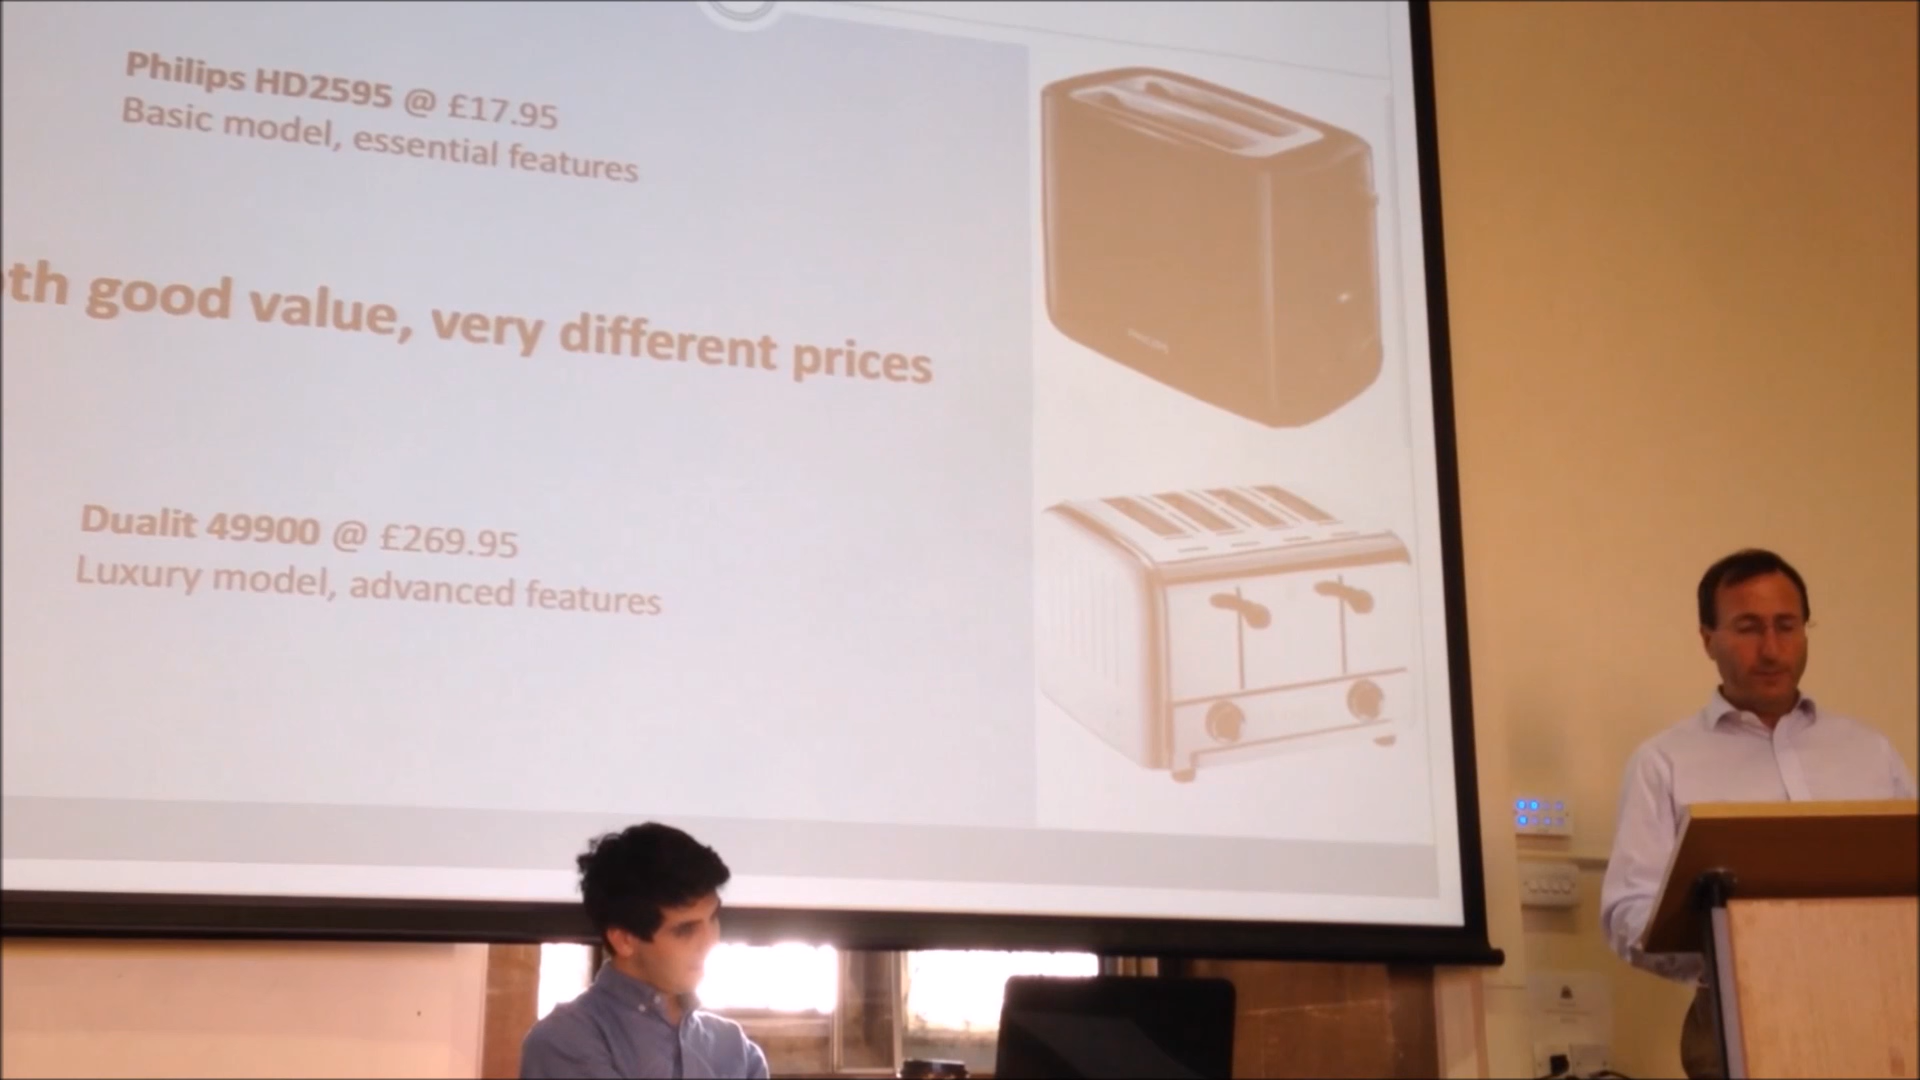 Philips HD2595 @ £17.95
Basic model, essential features
th good value, very different prices
Dualit 49900 @ £269.95
Luxury model, advanced features
PHILIPS